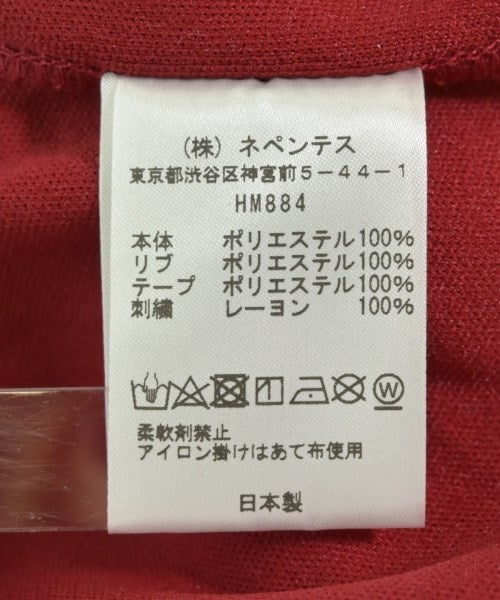 (株) ネペンテス
東京都渋谷区神宮前5-44-1
HM884
本体 ポリエステル100%
リブ ポリエステル100%
テープ ポリエステル100%
刺繍 レーヨン 100%
W
柔軟剤禁止
アイロン掛けはあて布使用
日本製